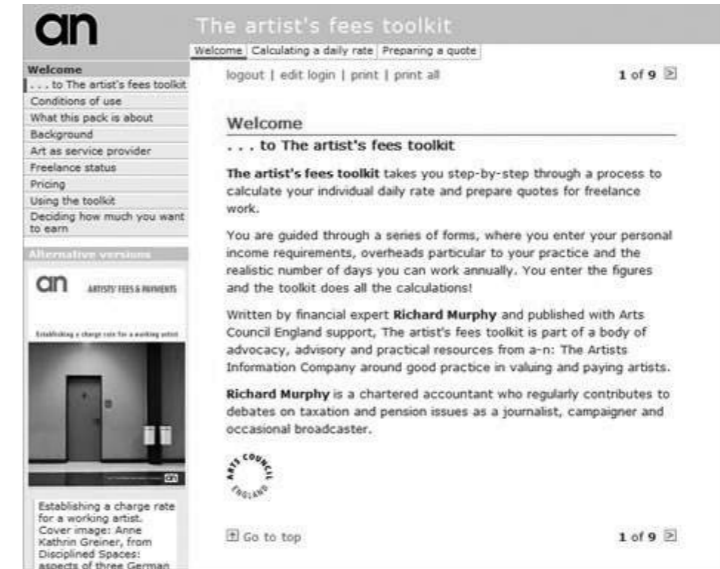 an
The artist's fees toolkit
Welcome
Calculating a daily rate
Preparing a quote
Welcome
. . . to The artist's fees toolkit
Conditions of use
What this pack is about
Background
Art as service provider
Freelance status
Pricing
Using the toolkit
Deciding how much you want
to earn
Alternative versions
an ARTISTS' FEES & PAYMENTS
Establishing a charge rate for a working artist
an
Establishing a charge rate
for a working artist.
Cover image: Anne
Kathrin Greiner, from
Disciplined Spaces:
aspects of three German
logout | edit login | print | print all
1 of 9 >
Welcome
. . . to The artist's fees toolkit
The artist's fees toolkit takes you step-by-step through a process to
calculate your individual daily rate and prepare quotes for freelance
work.
You are guided through a series of forms, where you enter your personal
income requirements, overheads particular to your practice and the
realistic number of days you can work annually. You enter the figures
and the toolkit does all the calculations!
Written by financial expert Richard Murphy and published with Arts
Council England support, The artist's fees toolkit is part of a body of
advocacy, advisory and practical resources from a-n: The Artists
Information Company around good practice in valuing and paying artists.
Richard Murphy is a chartered accountant who regularly contributes to
debates on taxation and pension issues as a journalist, campaigner and
occasional broadcaster.
ARTS COUNCIL
ENGLAND
Go to top
1 of 9 >